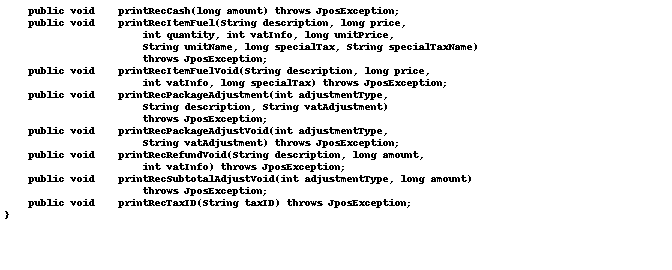 public void printRecCash(long amount) throws JposException;
public void printRecItemFuel(String description, long price,
int quantity, int vatInfo, long unitPrice,
String unitName, long specialTax, String specialTaxName)
throws JposException;
public void printRecItemFuelVoid(String description, long price,
int vatInfo, long specialTax) throws JposException;
public void printRecPackageAdjustment(int adjustmentType,
String description, String vatAdjustment)
throws JposException;
public void printRecPackageAdjustVoid(int adjustmentType,
String vatAdjustment) throws JposException;
public void printRecRefundVoid(String description, long amount,
int vatInfo) throws JposException;
public void printRecSubtotalAdjustVoid(int adjustmentType, long amount)
throws JposException;
public void printRecTaxID(String taxID) throws JposException;
}